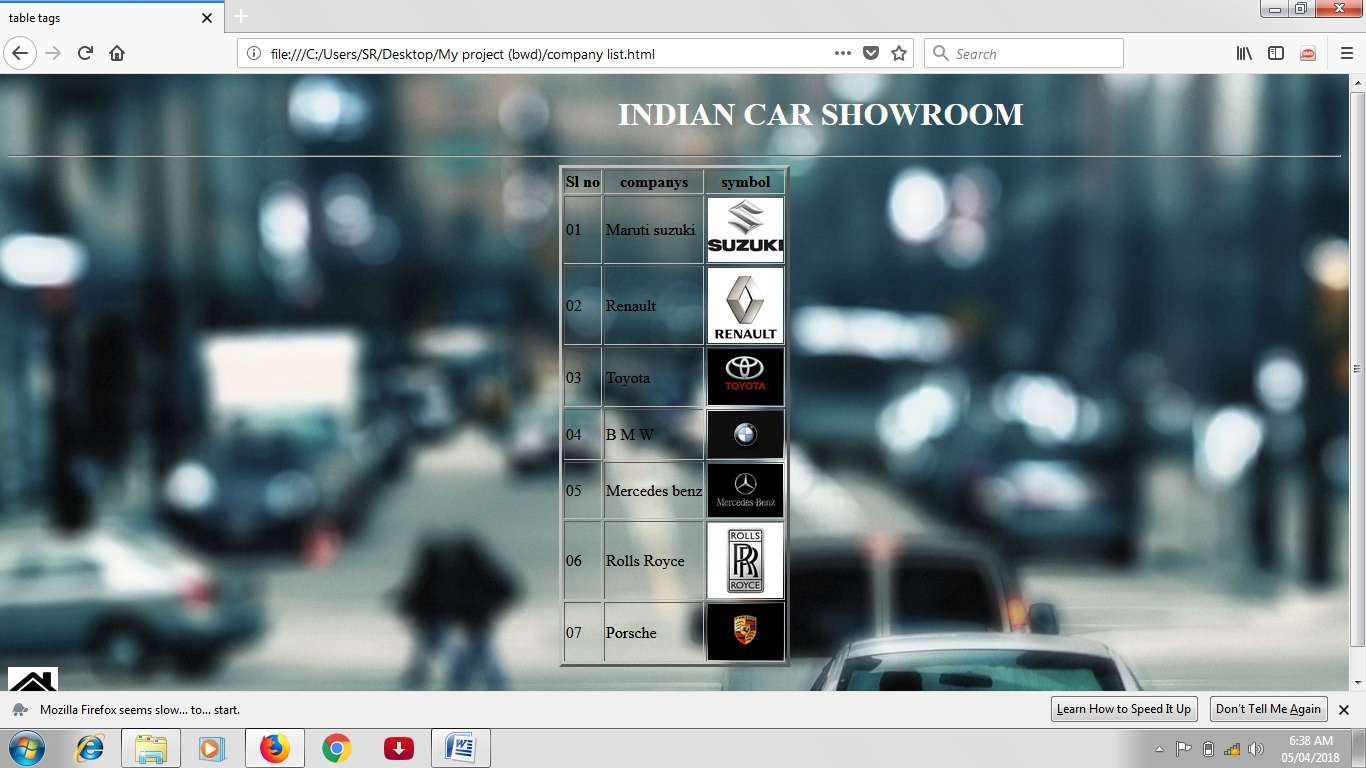 table tags
file:///C:/Users/SR/Desktop/My project (bwd)/company list.html
Search
INDIAN CAR SHOWROOM
Sl no companys symbol
01 Maruti suzuki SUZUKI
02 Renault RENAULT
03 Toyota TOYOTA
04 B M W
05 Mercedes benz Mercedes-Benz
06 Rolls Royce ROLLS RR ROYCE
07 Porsche
Mozilla Firefox seems slow... to... start. Learn How to Speed It Up Don't Tell Me Again
6:38 AM
05/04/2018